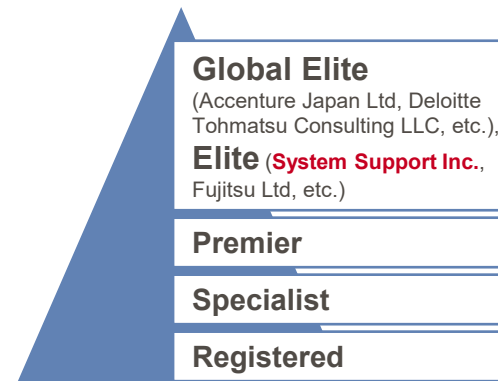 Global Elite
(Accenture Japan Ltd, Deloitte
Tohmatsu Consulting LLC, etc.),
Elite (System Support Inc.,
Fujitsu Ltd, etc.)
Premier
Specialist
Registered